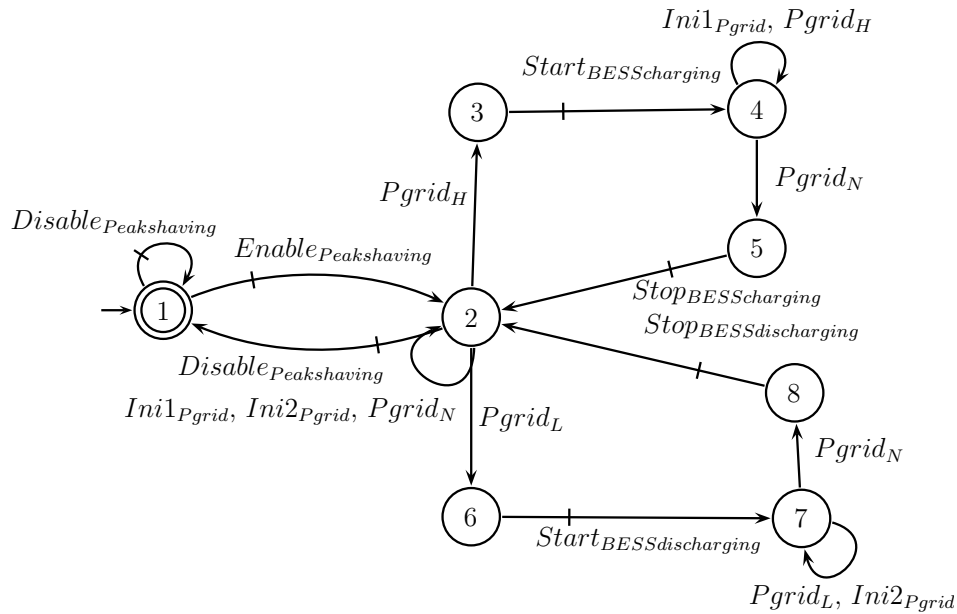 Ini1_Pgrid, Pgrid_H
Start_BESScharging
3
4
Pgrid_H
Pgrid_N
Disable_Peakshaving
Enable_Peakshaving
5
1
2
Stop_BESScharging
Stop_BESSdischarging
Disable_Peakshaving
Ini1_Pgrid, Ini2_Pgrid, Pgrid_N
8
Pgrid_L
Pgrid_N
6
7
Start_BESSdischarging
Pgrid_L, Ini2_Pgrid